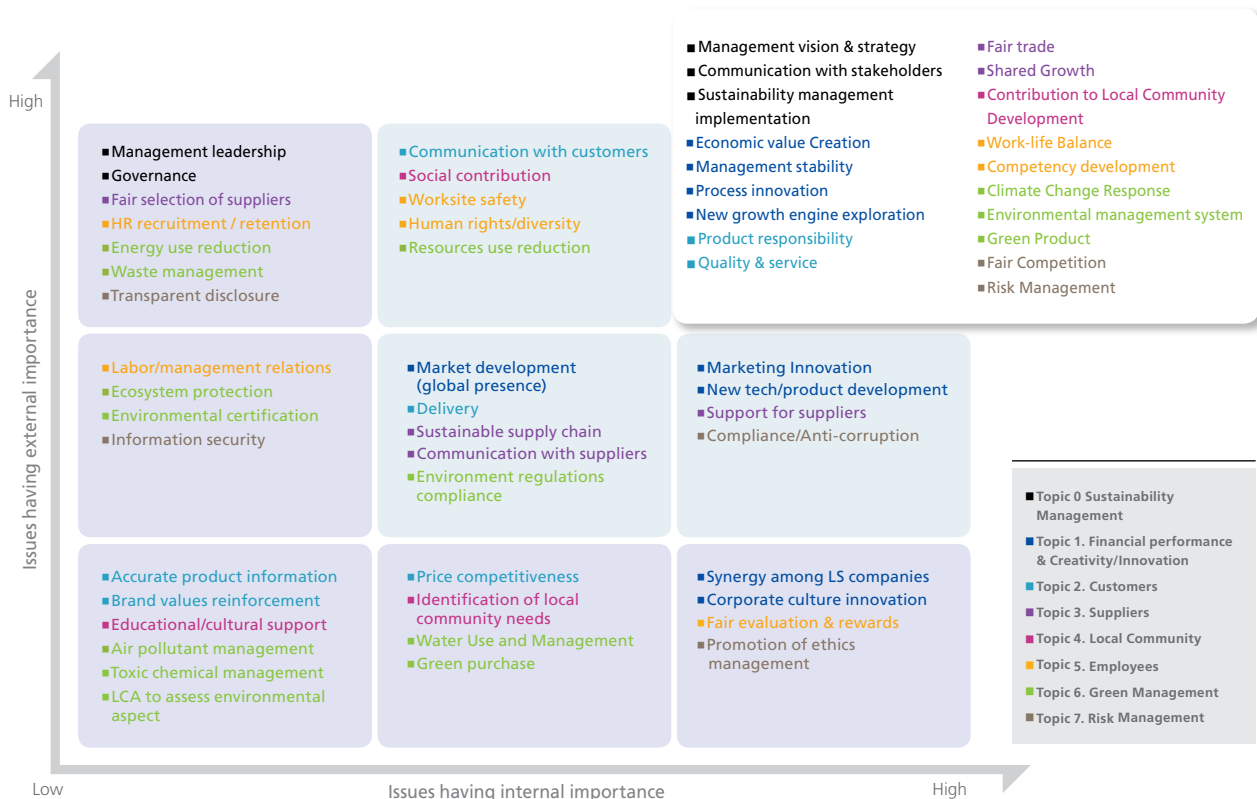 High
Issues having external importance
■ Management leadership
■ Governance
■ Fair selection of suppliers
■ HR recruitment / retention
■ Energy use reduction
■ Waste management
■ Transparent disclosure
■ Communication with customers
■ Social contribution
■ Worksite safety
■ Human rights/diversity
■ Resources use reduction
■ Management vision & strategy
■ Communication with stakeholders
■ Sustainability management
implementation
■ Economic value Creation
■ Management stability
■ Process innovation
■ New growth engine exploration
■ Product responsibility
■ Quality & service
■ Fair trade
■ Shared Growth
■ Contribution to Local Community
Development
■ Work-life Balance
■ Competency development
■ Climate Change Response
■ Environmental management system
■ Green Product
■ Fair Competition
■ Risk Management
■ Labor/management relations
■ Ecosystem protection
■ Environmental certification
■ Information security
■ Market development
(global presence)
■ Delivery
■ Sustainable supply chain
■ Communication with suppliers
■ Environment regulations
compliance
■ Marketing Innovation
■ New tech/product development
■ Support for suppliers
■ Compliance/Anti-corruption
■ Accurate product information
■ Brand values reinforcement
■ Educational/cultural support
■ Air pollutant management
■ Toxic chemical management
■ LCA to assess environmental
aspect
■ Price competitiveness
■ Identification of local
community needs
■ Water Use and Management
■ Green purchase
■ Synergy among LS companies
■ Corporate culture innovation
■ Fair evaluation & rewards
■ Promotion of ethics
management
■ Topic 0 Sustainability
Management
■ Topic 1. Financial performance
& Creativity/Innovation
■ Topic 2. Customers
■ Topic 3. Suppliers
■ Topic 4. Local Community
■ Topic 5. Employees
■ Topic 6. Green Management
■ Topic 7. Risk Management
Low
Issues having internal importance
High